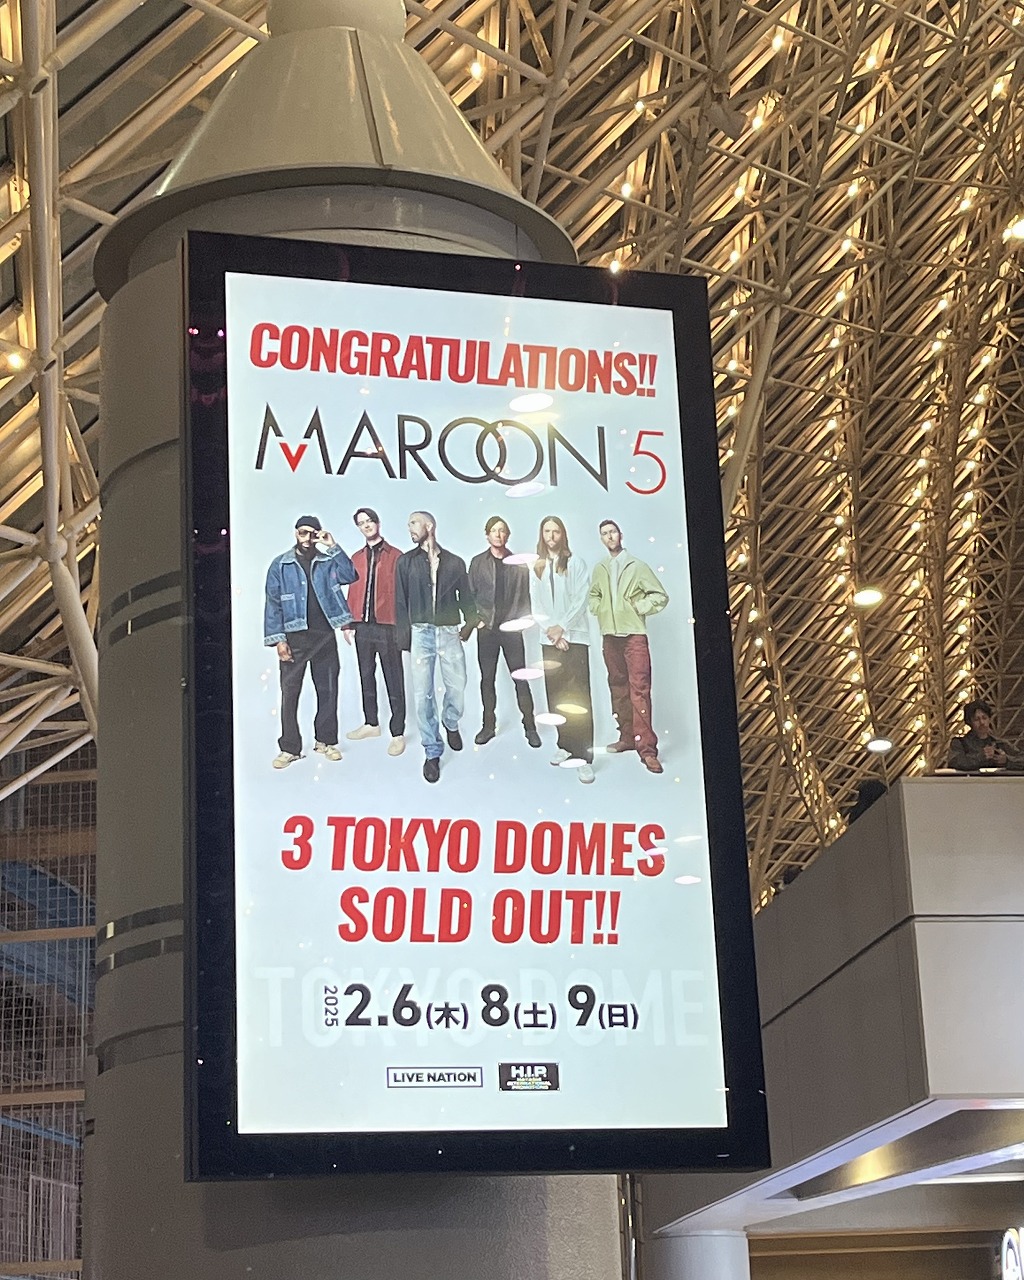 CONGRATULATIONS!!
MAROON 5
3 TOKYO DOMES
SOLD OUT!!
TOKYO DOME
2025 2.6(木) 8(土) 9(日)
LIVE NATION
H.I.P.